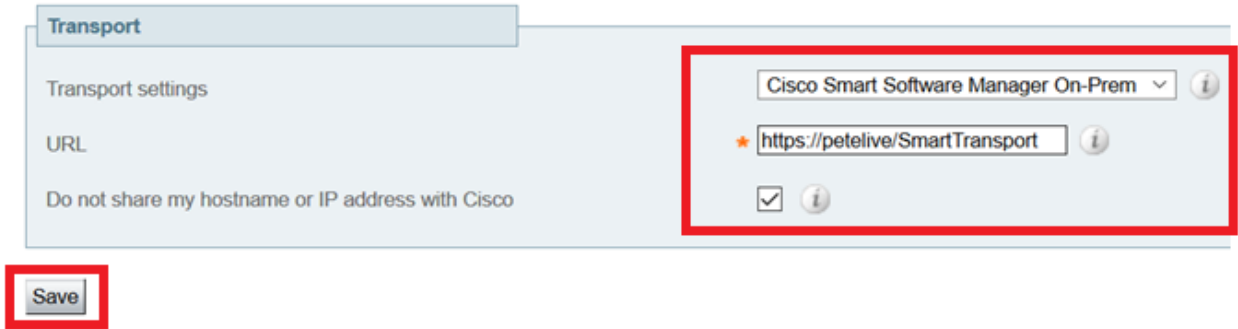 Transport
Transport settings Cisco Smart Software Manager On-Prem i
URL * https://petelive/SmartTransport i
Do not share my hostname or IP address with Cisco i
Save